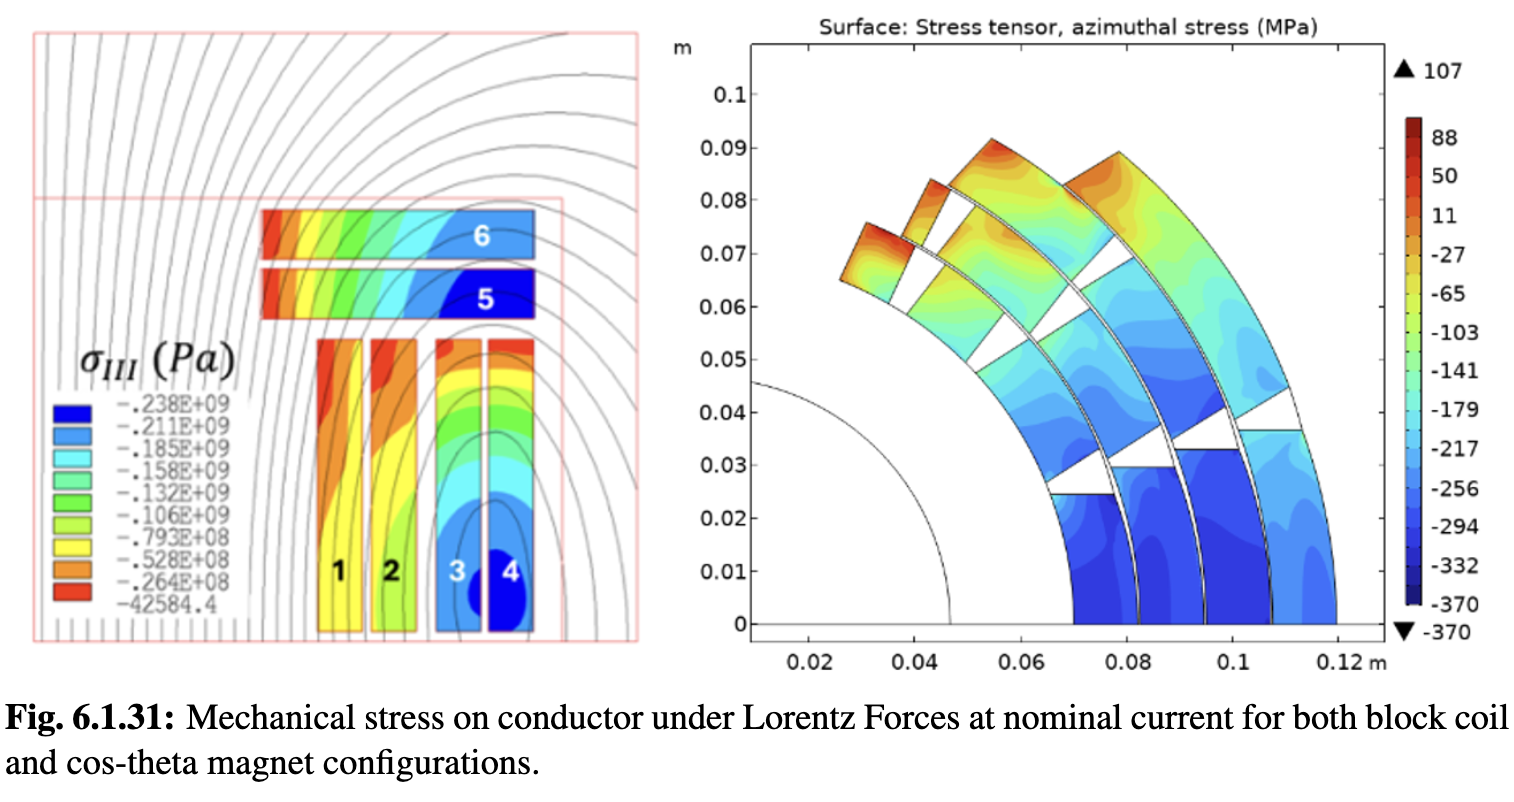 Surface: Stress tensor, azimuthal stress (MPa)
m
107
0.1
0.09
0.08
0.07
0.06
0.05
0.04
0.03
0.02
0.01
0
0.02 0.04 0.06 0.08 0.1 0.12 m
88
50
11
-27
-65
-103
-141
-179
-217
-256
-294
-332
-370
-370
6
5
σIII (Pa)
-.238E+09
-.211E+09
-.185E+09
-.158E+09
-.132E+09
-.106E+09
-.793E+08
-.528E+08
-.264E+08
-42584.4
1 2 3 4
Fig. 6.1.31: Mechanical stress on conductor under Lorentz Forces at nominal current for both block coil
and cos-theta magnet configurations.